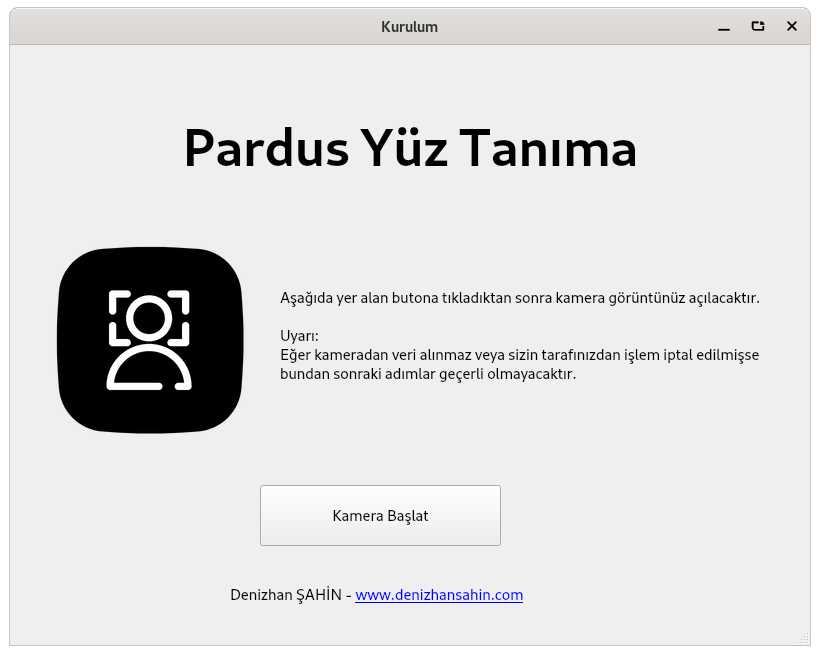 Kurulum
Pardus Yüz Tanıma
Aşağıda yer alan butona tıkladıktan sonra kamera görüntünüz açılacaktır.
Uyarı:
Eğer kameradan veri alınmaz veya sizin tarafınızdan işlem iptal edilmişse
bundan sonraki adımlar geçerli olmayacaktır.
Kamera Başlat
Denizhan ŞAHİN - www.denizhansahin.com